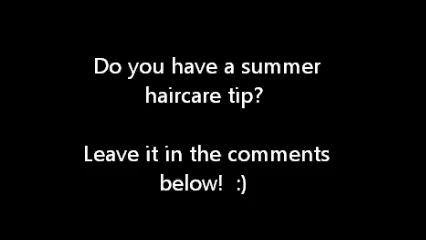 Do you have a summer
haircare tip?
Leave it in the comments
below!  :)